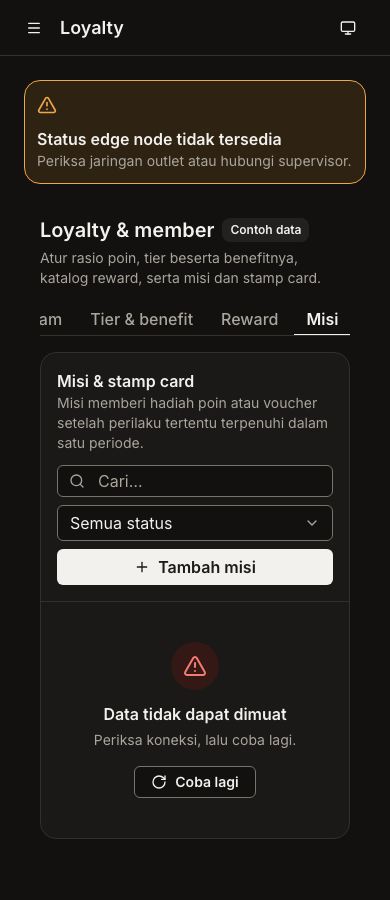 Loyalty
Status edge node tidak tersedia
Periksa jaringan outlet atau hubungi supervisor.
Loyalty & member
Contoh data
Atur rasio poin, tier beserta benefitnya,
katalog reward, serta misi dan stamp card.
am Tier & benefit Reward Misi
Misi & stamp card
Misi memberi hadiah poin atau voucher
setelah perilaku tertentu terpenuhi dalam
satu periode.
Cari...
Semua status
Tambah misi
Data tidak dapat dimuat
Periksa koneksi, lalu coba lagi.
Coba lagi